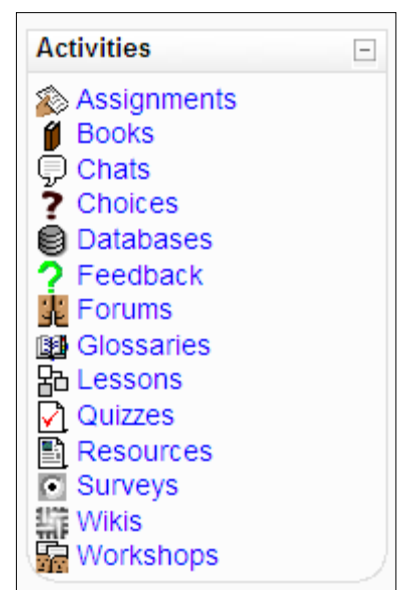 Activities
Assignments
Books
Chats
Choices
Databases
Feedback
Forums
Glossaries
Lessons
Quizzes
Resources
Surveys
Wikis
Workshops